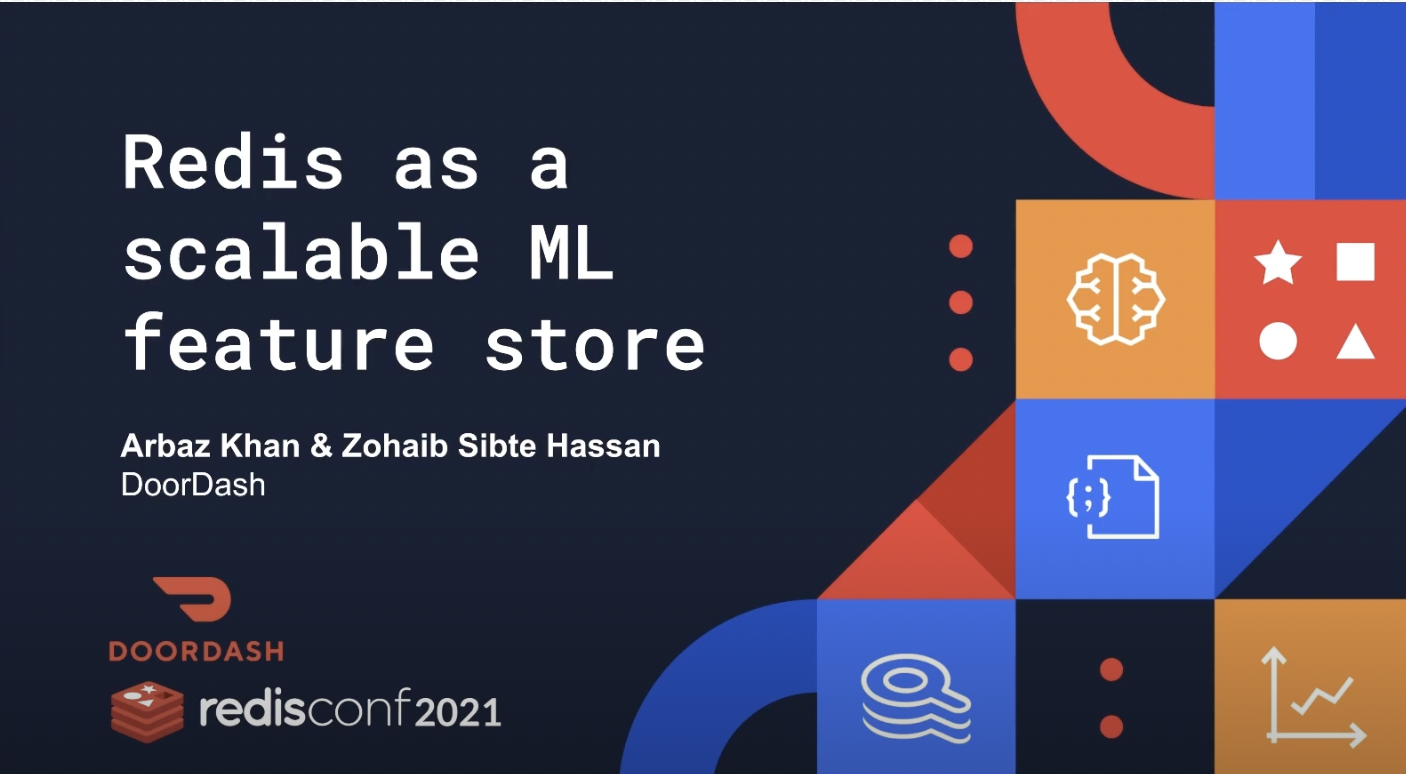 Redis as a
scalable ML
feature store
Arbaz Khan & Zohaib Sibte Hassan
DoorDash
DOORDASH
redisconf2021
{;}